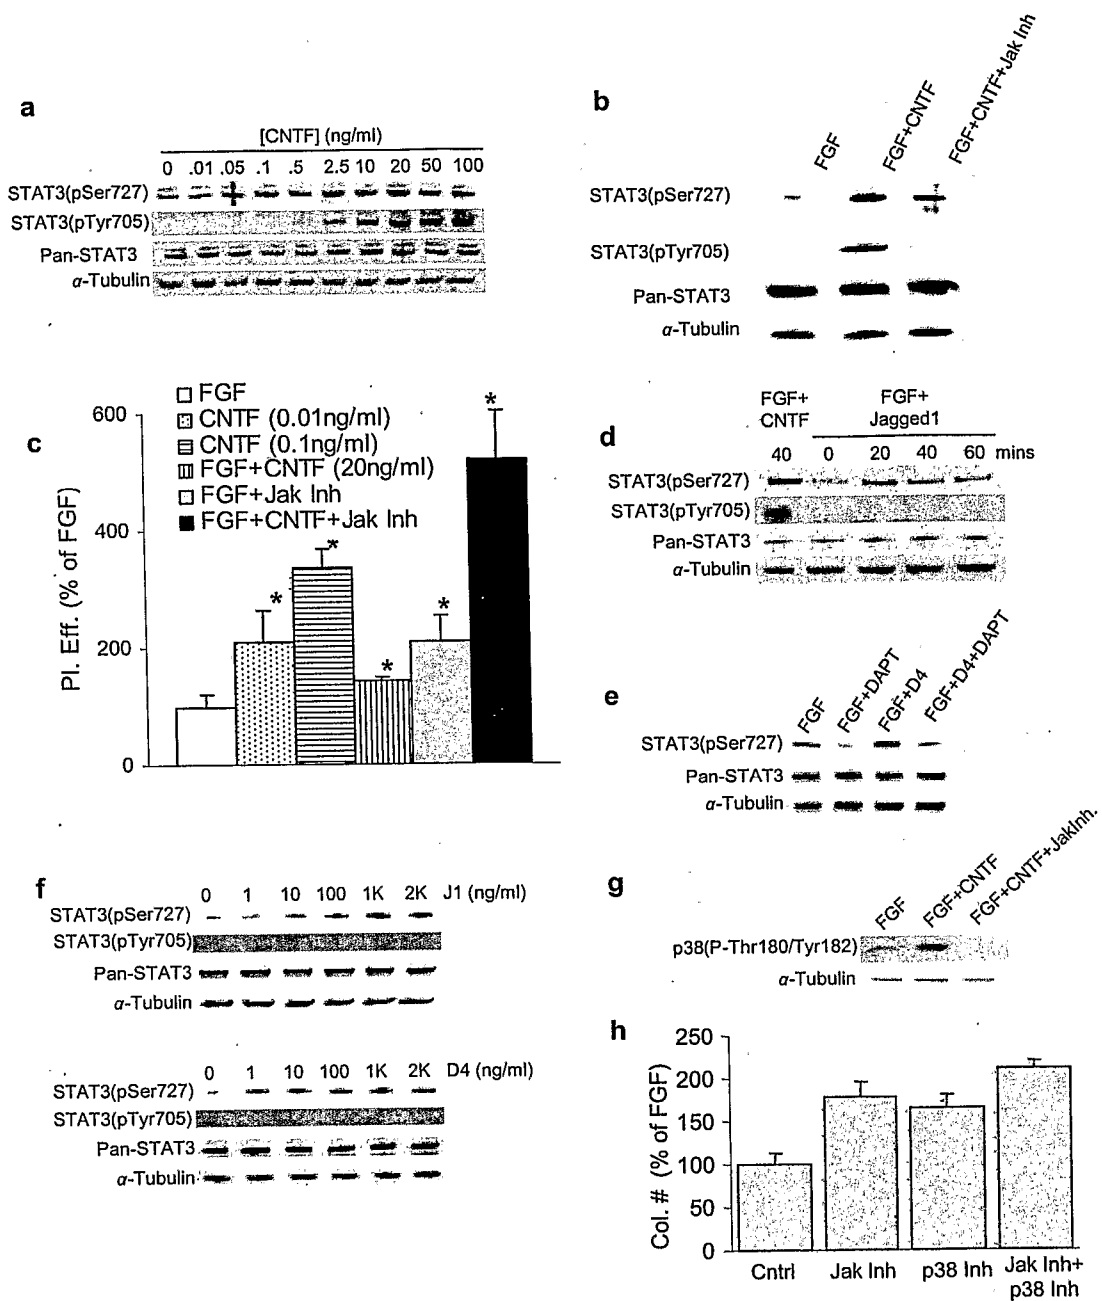 a
[CNTF] (ng/ml)
0 .01 .05 .1 .5 2.5 10 20 50 100
STAT3(pSer727)
STAT3(pTyr705)
Pan-STAT3
α-Tubulin
b
FGF
FGF+CNTF
FGF+CNTF+Jak Inh
STAT3(pSer727)
STAT3(pTyr705)
Pan-STAT3
α-Tubulin
c
Pl. Eff. (% of FGF)
600
400
200
0
FGF
CNTF (0.01ng/ml)
CNTF (0.1ng/ml)
FGF+CNTF (20ng/ml)
FGF+Jak Inh
FGF+CNTF+Jak Inh
* * * * *
d
FGF+
CNTF
FGF+
Jagged1
40 0 20 40 60 mins
STAT3(pSer727)
STAT3(pTyr705)
Pan-STAT3
α-Tubulin
e
FGF
FGF+DAPT
FGF+D4
FGF+D4+DAPT
STAT3(pSer727)
Pan-STAT3
α-Tubulin
f
0 1 10 100 1K 2K J1 (ng/ml)
STAT3(pSer727)
STAT3(pTyr705)
Pan-STAT3
α-Tubulin
0 1 10 100 1K 2K D4 (ng/ml)
STAT3(pSer727)
STAT3(pTyr705)
Pan-STAT3
α-Tubulin
g
FGF
FGF+CNTF
FGF+CNTF+JakInh.
p38(P-Thr180/Tyr182)
α-Tubulin
h
Col. # (% of FGF)
250
200
150
100
50
0
Cntrl Jak Inh p38 Inh Jak Inh+
p38 Inh